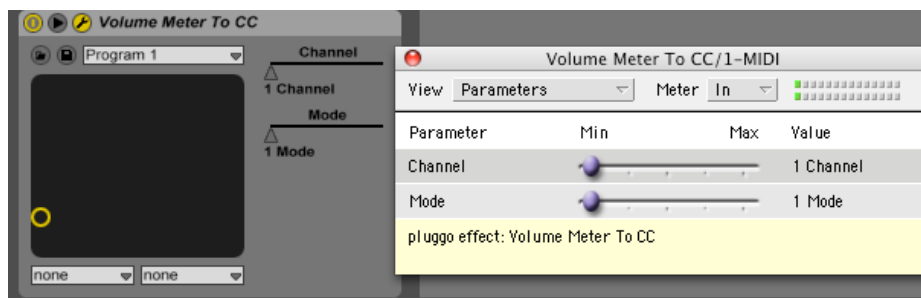 Volume Meter To CC
Program 1
Channel
1 Channel
Mode
1 Mode
none none
Volume Meter To CC/1-MIDI
View Parameters Meter In
Parameter Min Max Value
Channel 1 Channel
Mode 1 Mode
pluggo effect: Volume Meter To CC